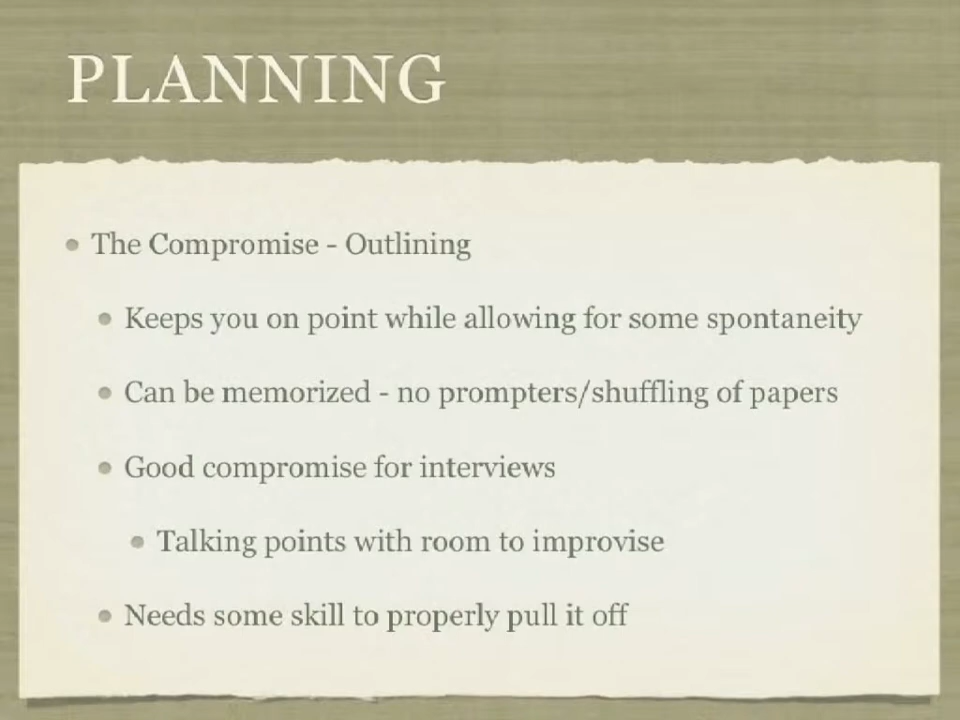 PLANNING
The Compromise - Outlining
Keeps you on point while allowing for some spontaneity
Can be memorized - no prompters/shuffling of papers
Good compromise for interviews
Talking points with room to improvise
Needs some skill to properly pull it off